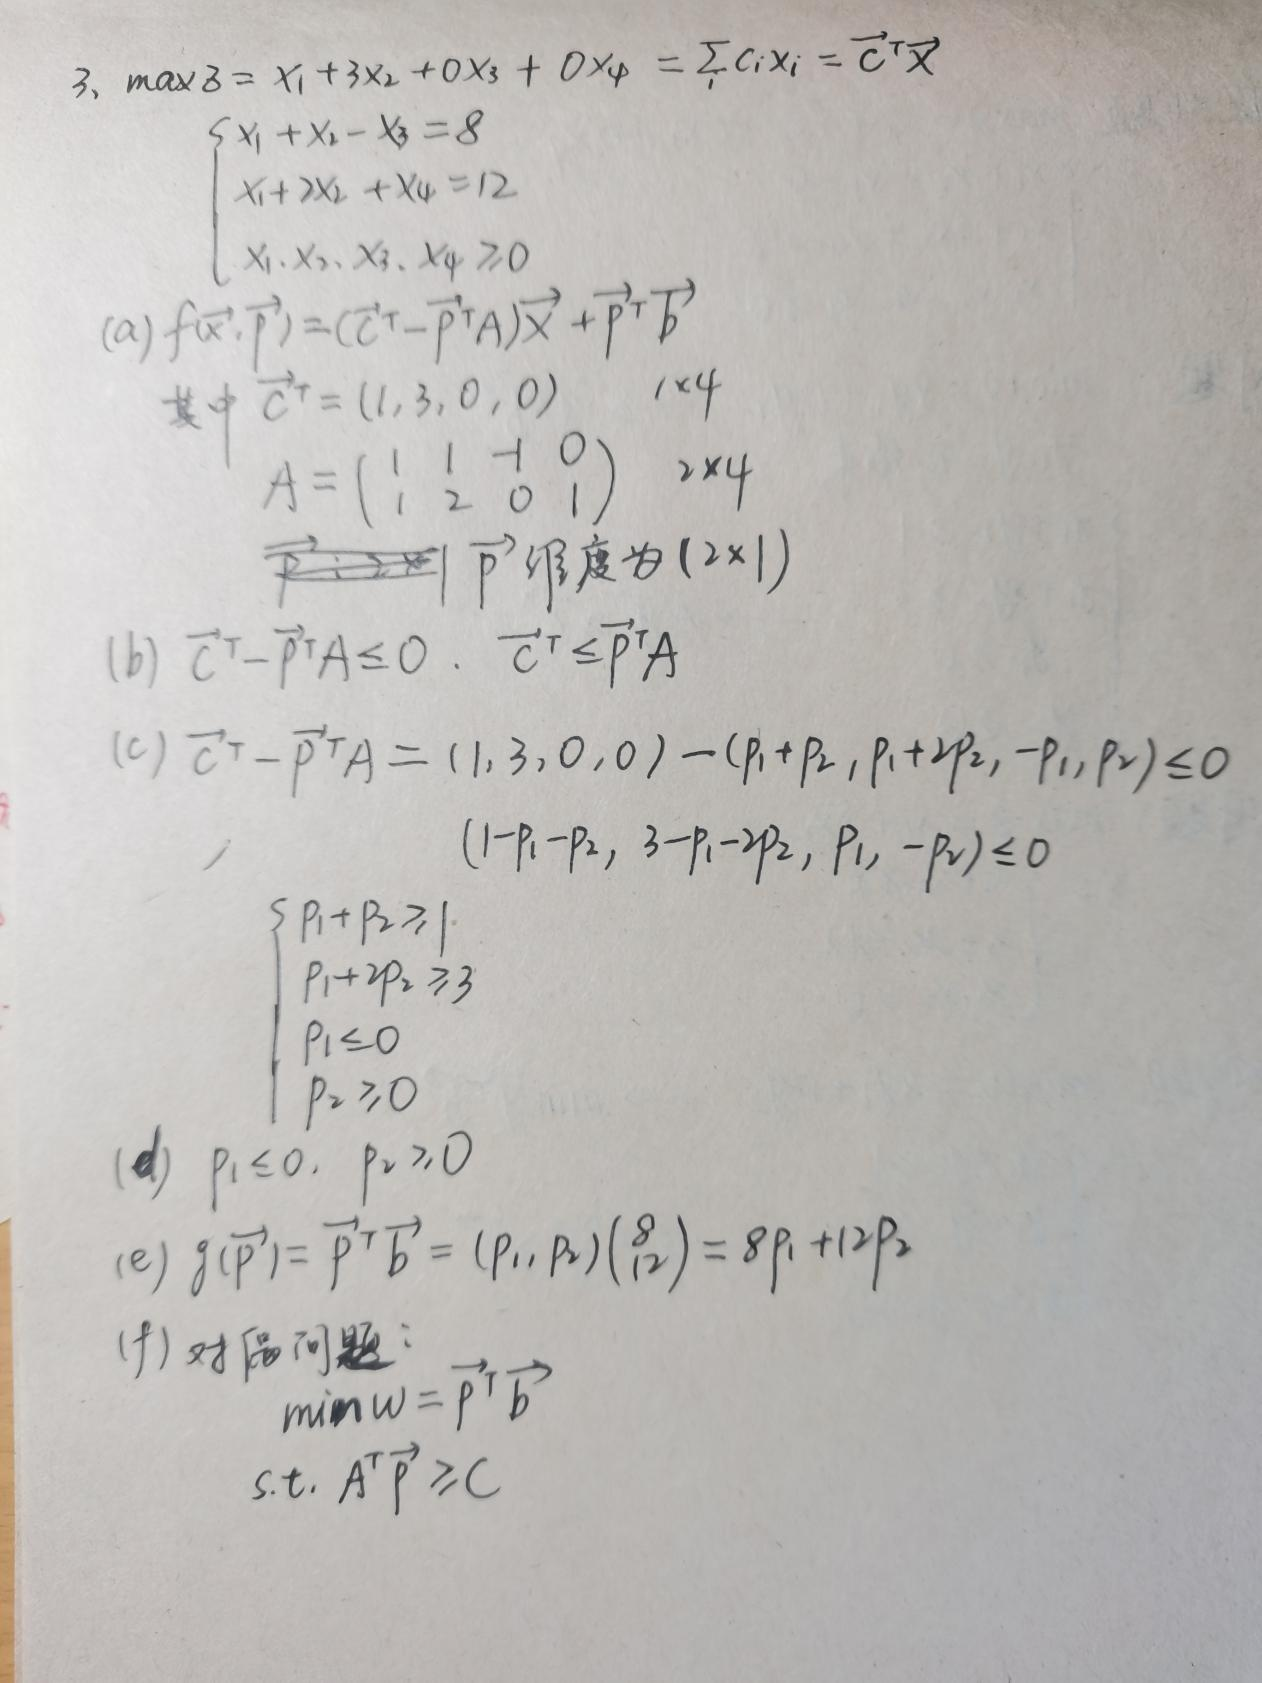 3、max z = x₁ + 3x₂ + 0x₃ + 0x₄ = ∑ᵢ cᵢxᵢ = c⃗ᵀx⃗
{ x₁ + x₂ - x₃ = 8
x₁ + 2x₂ + x₄ = 12
x₁、x₂、x₃、x₄ ≥ 0
(a) f(x⃗, p⃗) = (c⃗ᵀ - p⃗ᵀA)x⃗ + p⃗ᵀb⃗
其中 c⃗ᵀ = (1, 3, 0, 0) 1×4
A = ( 1 1 -1 0
1 2 0 1 ) 2×4
p⃗ 维度为 (2×1)
(b) c⃗ᵀ - p⃗ᵀA ≤ 0 . c⃗ᵀ ≤ p⃗ᵀA
(c) c⃗ᵀ - p⃗ᵀA = (1, 3, 0, 0) - (p₁+p₂, p₁+2p₂, -p₁, p₂) ≤ 0
(1-p₁-p₂, 3-p₁-2p₂, p₁, -p₂) ≤ 0
{ p₁ + p₂ ≥ 1
p₁ + 2p₂ ≥ 3
p₁ ≤ 0
p₂ ≥ 0
(d) p₁ ≤ 0, p₂ ≥ 0
(e) g(p⃗) = p⃗ᵀb⃗ = (p₁, p₂)(8 12) = 8p₁ + 12p₂
(f) 对偶问题:
min w = p⃗ᵀb⃗
s.t. Aᵀp⃗ ≥ C